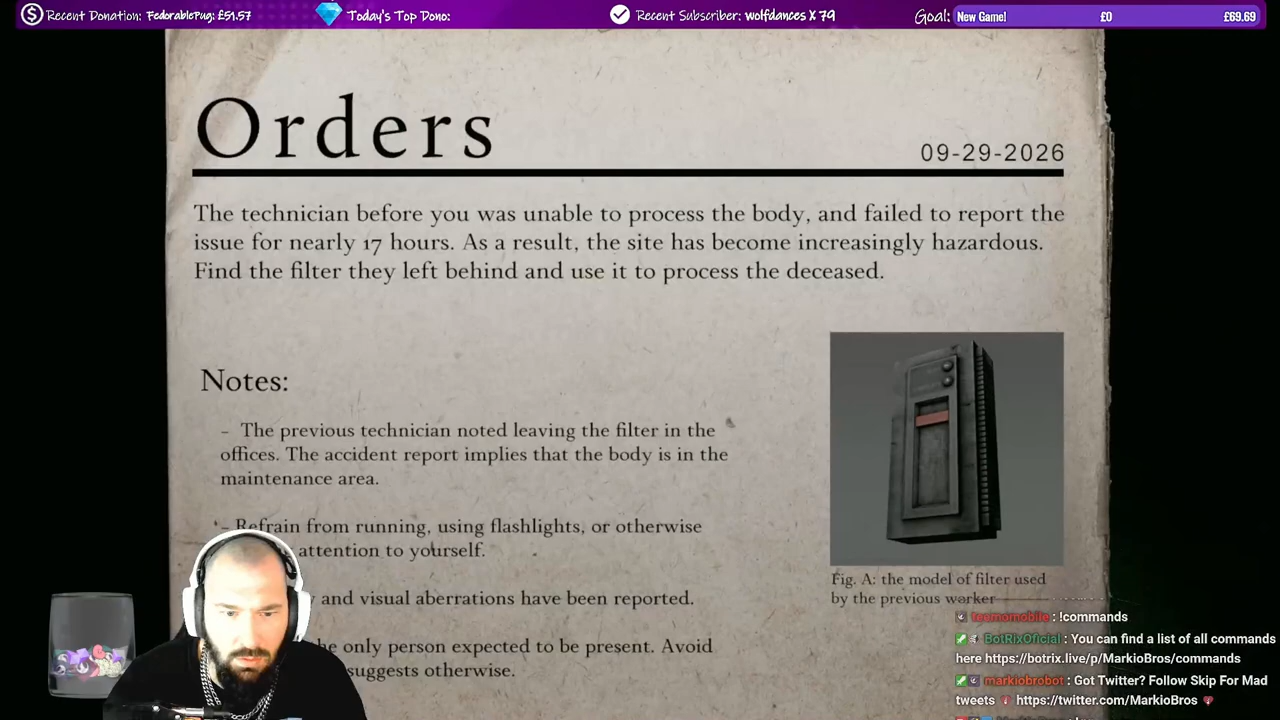 Recent Donation: FedorablePug: £51.57
Today's Top Dono:
Recent Subscriber: wolfdances X 79
Goal: New Game! £0 £69.69
Orders
09-29-2026
The technician before you was unable to process the body, and failed to report the
issue for nearly 17 hours. As a result, the site has become increasingly hazardous.
Find the filter they left behind and use it to process the deceased.
Notes:
- The previous technician noted leaving the filter in the
offices. The accident report implies that the body is in the
maintenance area.
- Refrain from running, using flashlights, or otherwise
attention to yourself.
and visual aberrations have been reported.
only person expected to be present. Avoid
suggests otherwise.
Fig. A: the model of filter used
by the previous worker
teemomobile : !commands
BotRixOficial : You can find a list of all commands
here https://botrix.live/p/MarkioBros/commands
markiobrobot : Got Twitter? Follow Skip For Mad
tweets https://twitter.com/MarkioBros